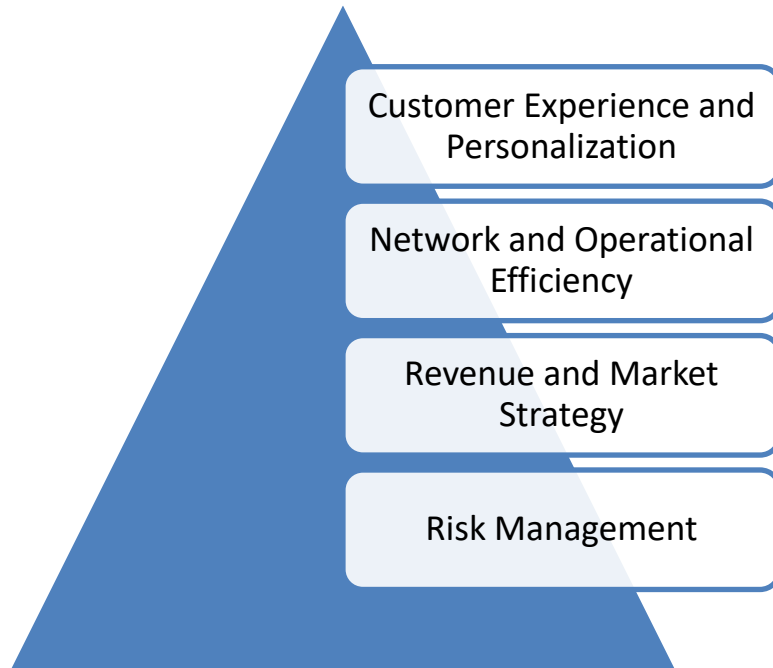 Customer Experience and
Personalization
Network and Operational
Efficiency
Revenue and Market
Strategy
Risk Management